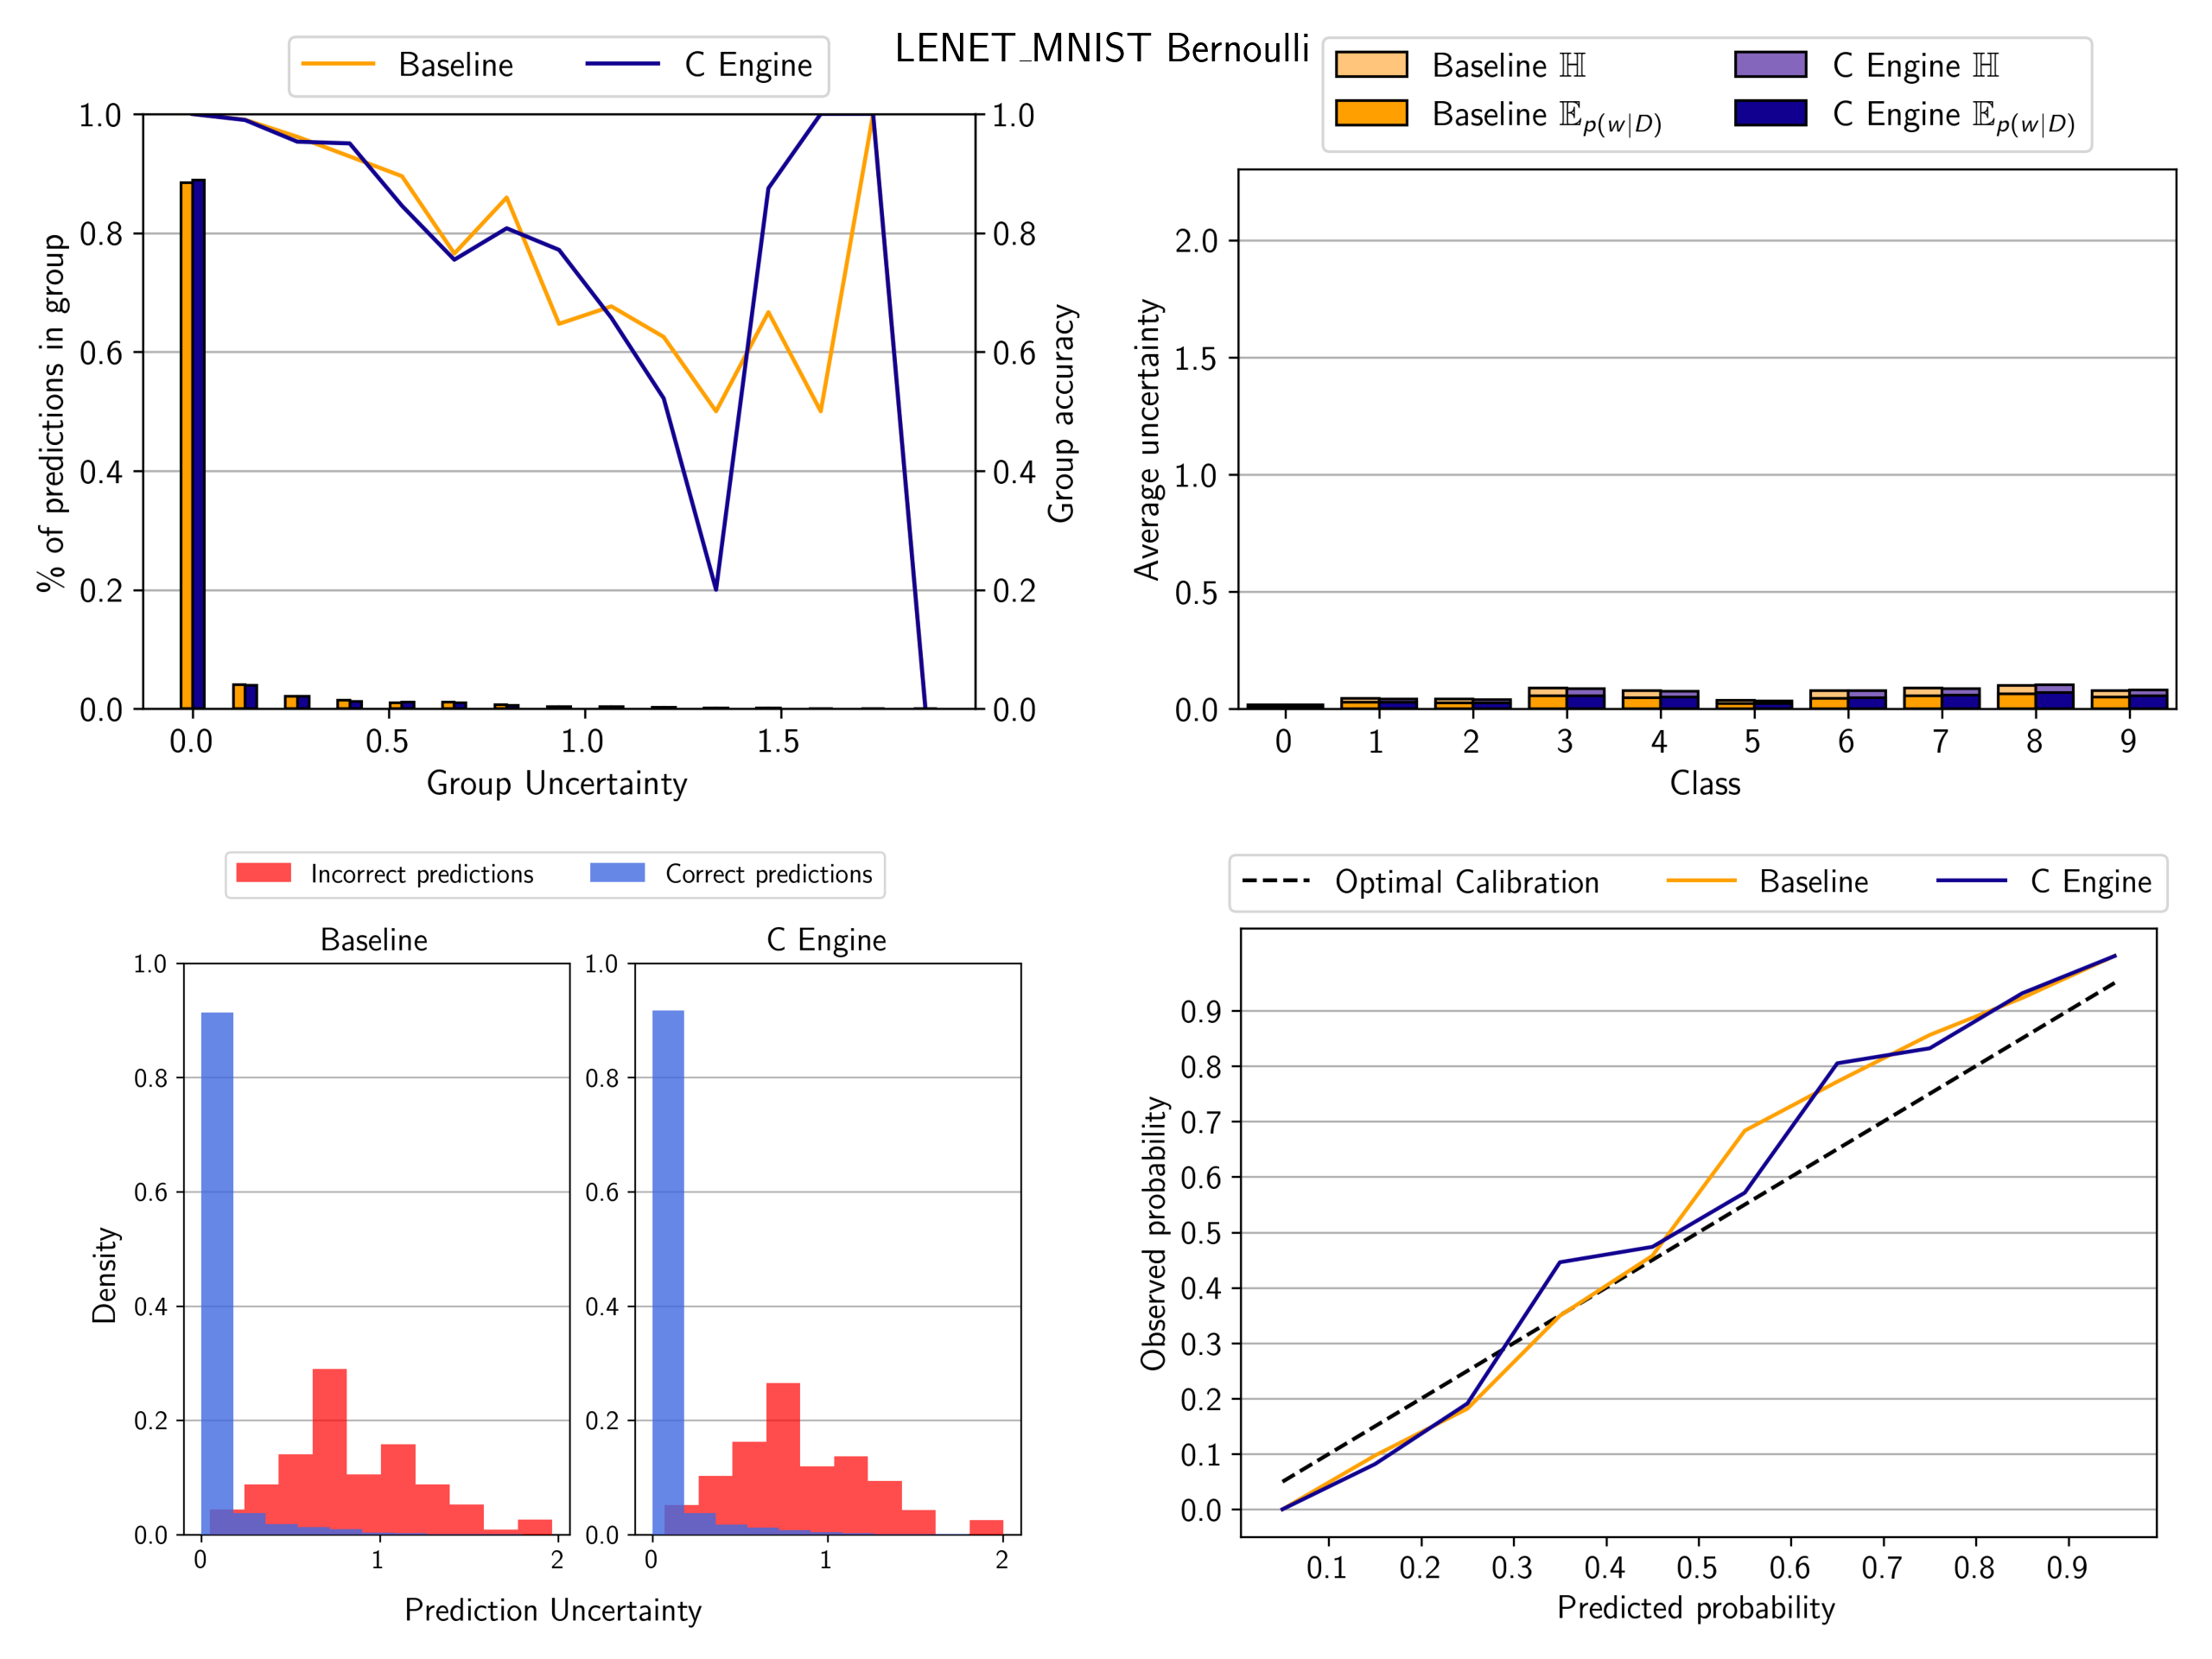 LENET_MNIST Bernoulli
Baseline C Engine
1.0 1.0
0.8 0.8
0.6 0.6
0.4 0.4
0.2 0.2
0.0 0.0
% of predictions in group
Group accuracy
0.0 0.5 1.0 1.5
Group Uncertainty
Baseline ℍ C Engine ℍ
Baseline 𝔼p(w|D) C Engine 𝔼p(w|D)
2.0
1.5
1.0
0.5
0.0
Average uncertainty
0 1 2 3 4 5 6 7 8 9
Class
Incorrect predictions Correct predictions
Baseline C Engine
1.0 1.0
0.8 0.8
0.6 0.6
0.4 0.4
0.2 0.2
0.0 0.0
Density
0 1 2 0 1 2
Prediction Uncertainty
Optimal Calibration Baseline C Engine
0.9
0.8
0.7
0.6
0.5
0.4
0.3
0.2
0.1
0.0
Observed probability
0.1 0.2 0.3 0.4 0.5 0.6 0.7 0.8 0.9
Predicted probability